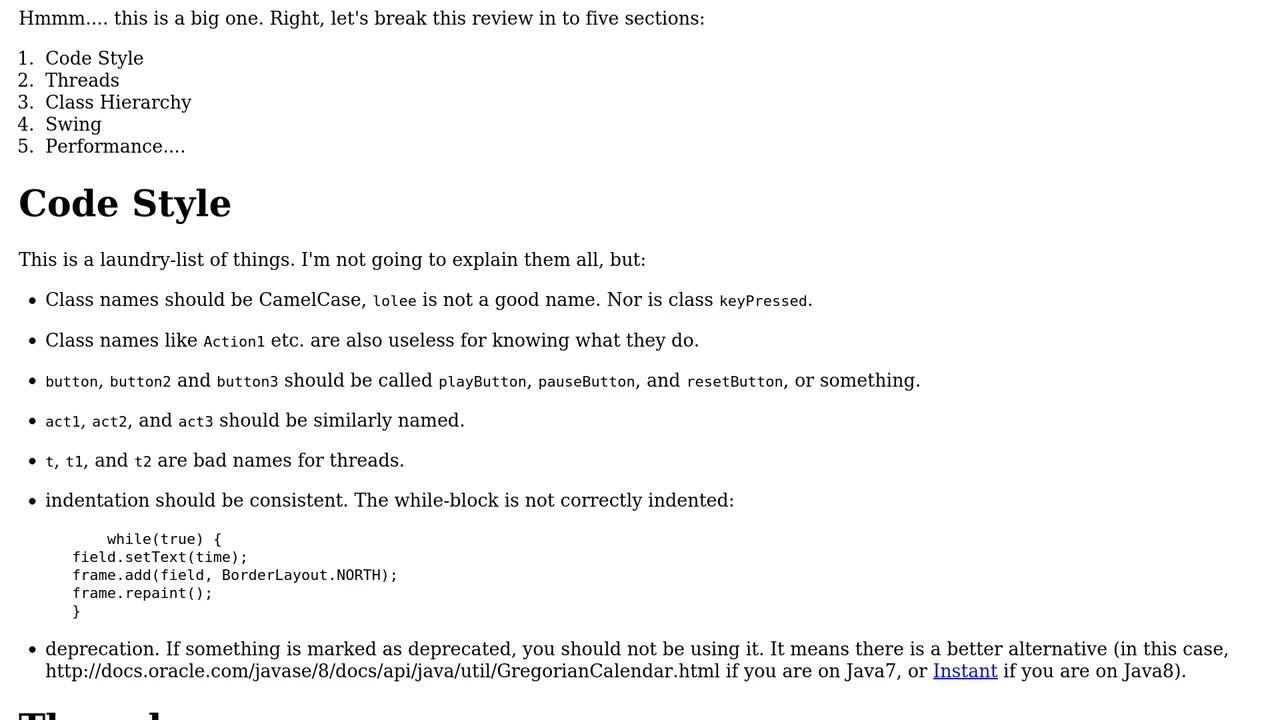 Hmmm.... this is a big one. Right, let's break this review in to five sections:
1. Code Style
2. Threads
3. Class Hierarchy
4. Swing
5. Performance....
Code Style
This is a laundry-list of things. I'm not going to explain them all, but:
• Class names should be CamelCase, lolee is not a good name. Nor is class keyPressed.
• Class names like Action1 etc. are also useless for knowing what they do.
• button, button2 and button3 should be called playButton, pauseButton, and resetButton, or something.
• act1, act2, and act3 should be similarly named.
• t, t1, and t2 are bad names for threads.
• indentation should be consistent. The while-block is not correctly indented:
while(true) {
field.setText(time);
frame.add(field, BorderLayout.NORTH);
frame.repaint();
}
• deprecation. If something is marked as deprecated, you should not be using it. It means there is a better alternative (in this case,
http://docs.oracle.com/javase/8/docs/api/java/util/GregorianCalendar.html if you are on Java7, or Instant if you are on Java8).